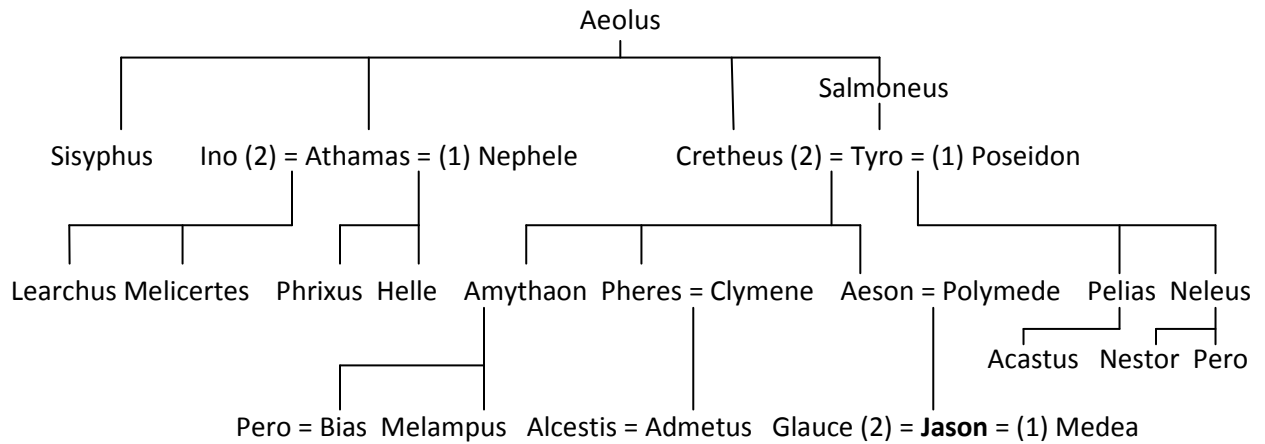 Aeolus
Salmoneus
Sisyphus Ino (2) = Athamas = (1) Nephele Cretheus (2) = Tyro = (1) Poseidon
Learchus Melicertes Phrixus Helle Amythaon Pheres = Clymene Aeson = Polymede Pelias Neleus
Acastus Nestor Pero
Pero = Bias Melampus Alcestis = Admetus Glauce (2) = Jason = (1) Medea